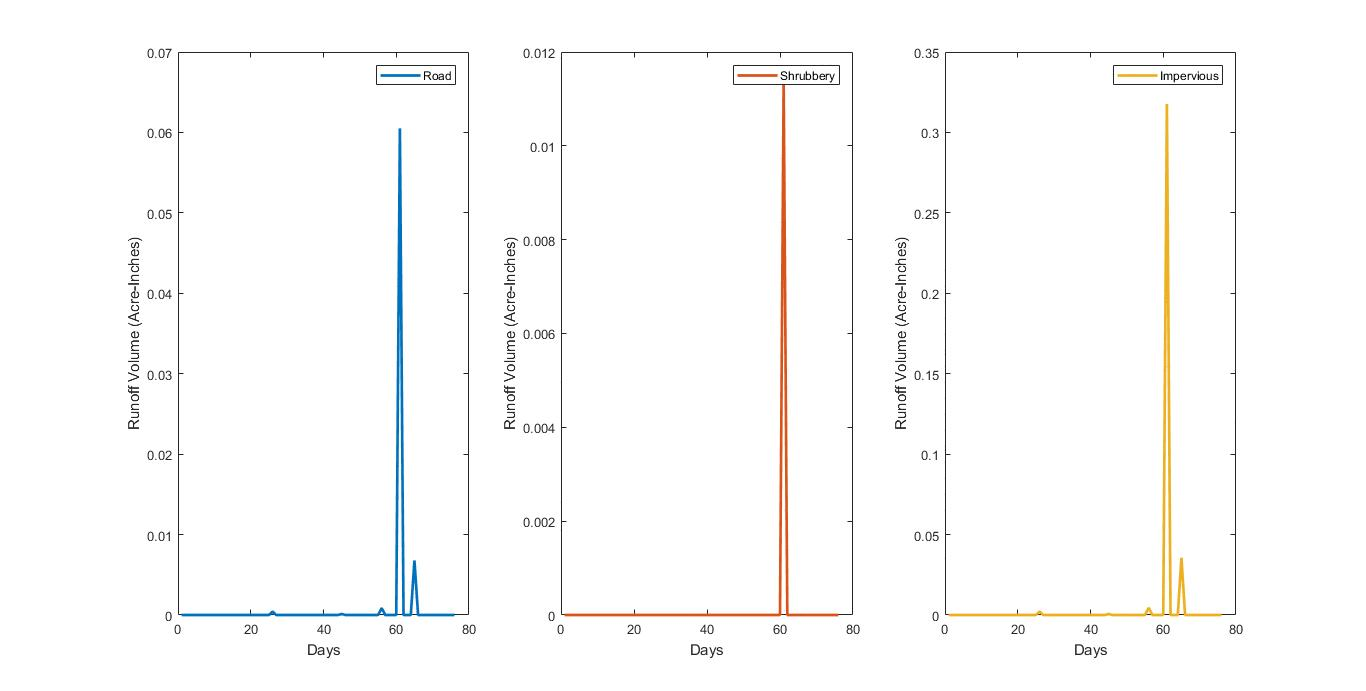 Road
0.07
0.06
0.05
0.04
0.03
0.02
0.01
0
Runoff Volume (Acre-Inches)
0 20 40 60 80
Days
Shrubbery
0.012
0.01
0.008
0.006
0.004
0.002
0
Runoff Volume (Acre-Inches)
0 20 40 60 80
Days
Impervious
0.35
0.3
0.25
0.2
0.15
0.1
0.05
0
Runoff Volume (Acre-Inches)
0 20 40 60 80
Days